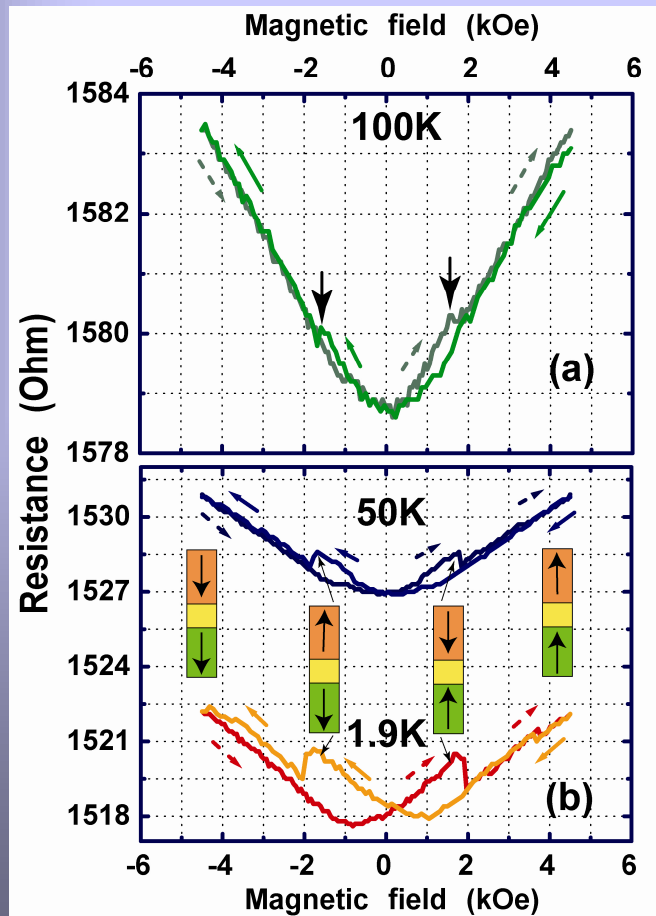 Magnetic field (kOe)
-6 -4 -2 0 2 4 6
1584
100K
1582
1580
(a)
1578
Resistance (Ohm)
1530
50K
1527
1524
1521
1.9K
1518
(b)
-6 -4 -2 0 2 4 6
Magnetic field (kOe)